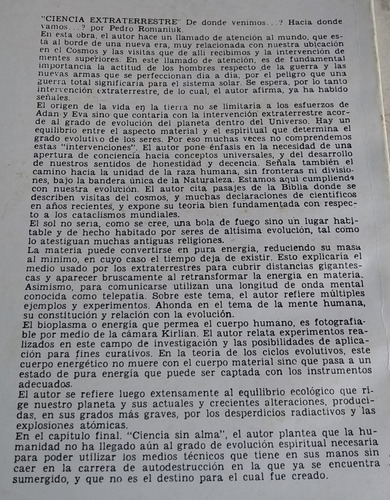 "CIENCIA EXTRATERRESTRE" De donde venimos...? Hacia donde
vamos...? por Pedro Romaniuk.
En esta obra, el autor hace un llamado de atención al mundo, que es-
tá al borde de una nueva era, muy relacionada con nuestra ubicación
en el Cosmos y las visitas que de allí recibimos y la intervención de
mentes superiores. En este llamado de atención, es de fundamental
importancia la actitud de los hombres respecto de la guerra y las
nuevas armas que se perfeccionan día a día, por el peligro que una
guerra total significaría para el sistema solar. Se espera, por lo tanto
intervención extraterrestre, de lo cual, el autor afirma, ya ha habido
señales.
El origen de la vida en la tierra no se limitaría a los esfuerzos de
Adan y Eva sino que contaría con la intervención extraterrestre acor-
de al grado de evolución del planeta dentro del Universo. Hay un
equilibrio entre el aspecto material y el espiritual que determina el
grado evolutivo de los seres. Por eso muchas veces no comprendemos
estas "intervenciones". El autor pone énfasis en la necesidad de una
apertura de conciencia hacia conceptos universales, y del desarrollo
de nuestros sentidos de honestidad y decencia. Señala también el
camino hacia la unidad de la raza humana, sin fronteras ni divisio-
nes, bajo la bandera única de la Naturaleza. Estamos aquí cumpliendo
con nuestra evolución. El autor cita pasajes de la Biblia donde se
describen visitas del cosmos, y muchas declaraciones de científicos
en años recientes, y expone su teoría bien fundamentada con respec-
to a los cataclismos mundiales.
El sol no sería, como se cree, una bola de fuego sino un lugar habi-
table y de hecho habitado por seres de altísima evolución, tal como
lo atestiguan muchas antiguas religiones. -
La materia puede convertirse en pura energía, reduciendo su masa
al mínimo, en cuyo caso el tiempo deja de existir. Esto explicaría el
medio usado por los extraterrestres para cubrir distancias gigantes-
cas y aparecer bruscamente al retransformar la energía en materia.
Asimismo, para comunicarse utilizan una longitud de onda mental
conocida como telepatía. Sobre este tema, el autor refiere múltiples
ejemplos y experimentos. Ahonda en el tema de la mente humana,
su constitución y relación con la evolución.
El bioplasma o energía que permea el cuerpo humano, es fotografia-
ble por medio de la cámara Kirlian. El autor relata experimentos rea-
lizados en este campo de investigación y las posibilidades de aplica-
ción para fines curativos. En la teoría de los ciclos evolutivos, este
cuerpo energético no muere con el cuerpo material sino que pasa a un
estado de pura energía que puede ser captada con los instrumentos
adecuados.
El autor se refiere luego extensamente al equilibrio ecológico que ri-
ge nuestro planeta y sus actuales y crecientes alteraciones, produci-
das, en sus grados más graves, por los desperdicios radiactivos y las
explosiones atómicas,
En el capítulo final. "Ciencia sin alma", el autor plantea que la hu-
manidad no ha llegado aún al grado de evolución espiritual necesaria
para poder utilizar los medios técnicos que tiene en sus manos sin
caer en la carrera de autodestrucción en la que ya se encuentra
sumergido, y que no es el destino para el cual fue creado.